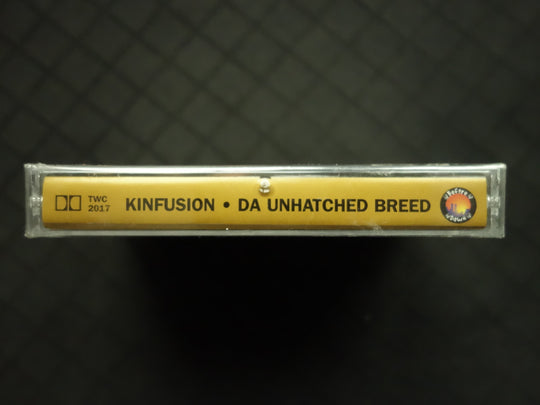 TWC
2017
KINFUSION • DA UNHATCHED BREED